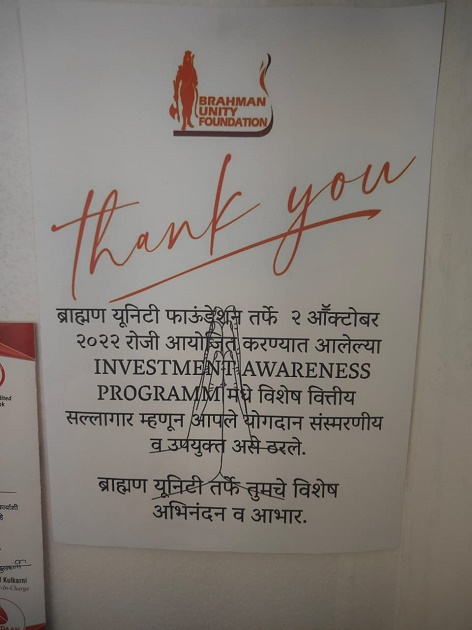 BRAHMAN
UNITY
FOUNDATION
thank you
ब्राह्मण यूनिटी फाऊंडेशन तर्फे २ ऑक्टोबर
२०२२ रोजी आयोजित करण्यात आलेल्या
INVESTMENT AWARENESS
PROGRAMM मधे विशेष वित्तीय
सल्लागार म्हणून आपले योगदान संस्मरणीय
व उपयुक्त असे ठरले.
ब्राह्मण यूनिटी तर्फे तुमचे विशेष
अभिनंदन व आभार.
Kulkarni